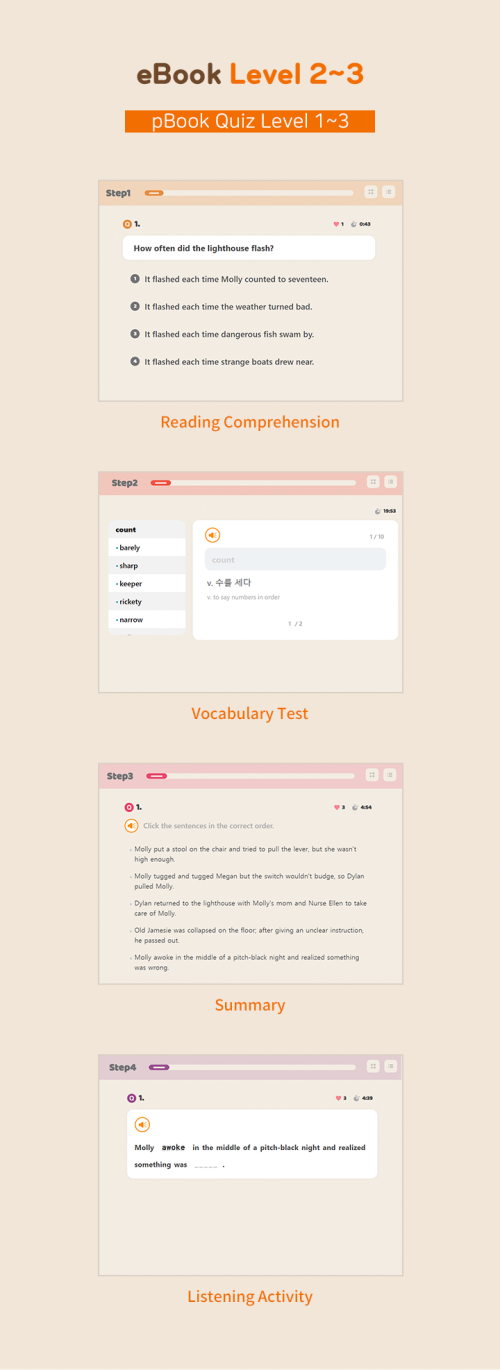 eBook Level 2~3
pBook Quiz Level 1~3
Step1
Q 1.
1 0:43
How often did the lighthouse flash?
1 It flashed each time Molly counted to seventeen.
2 It flashed each time the weather turned bad.
3 It flashed each time dangerous fish swam by.
4 It flashed each time strange boats drew near.
Reading Comprehension
Step2
19:53
count
• barely
• sharp
• keeper
• rickety
• narrow
1 / 10
count
v. 수를 세다
v. to say numbers in order
1 / 2
Vocabulary Test
Step3
Q 1.
3 4:54
Click the sentences in the correct order.
• Molly put a stool on the chair and tried to pull the lever, but she wasn't
high enough.
• Molly tugged and tugged Megan but the switch wouldn't budge, so Dylan
pulled Molly.
• Dylan returned to the lighthouse with Molly's mom and Nurse Ellen to take
care of Molly.
• Old Jamesie was collapsed on the floor; after giving an unclear instruction,
he passed out.
• Molly awoke in the middle of a pitch-black night and realized something
was wrong.
Summary
Step4
Q 1.
3 4:39
Molly awoke in the middle of a pitch-black night and realized
something was _____ .
Listening Activity